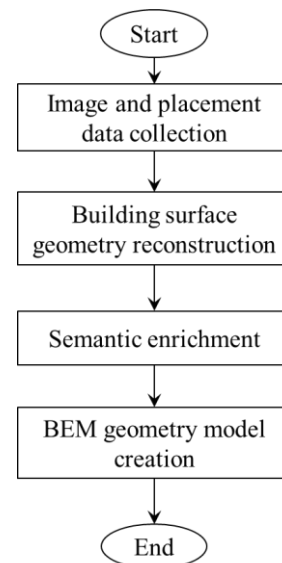 Start
Image and placement
data collection
Building surface
geometry reconstruction
Semantic enrichment
BEM geometry model
creation
End